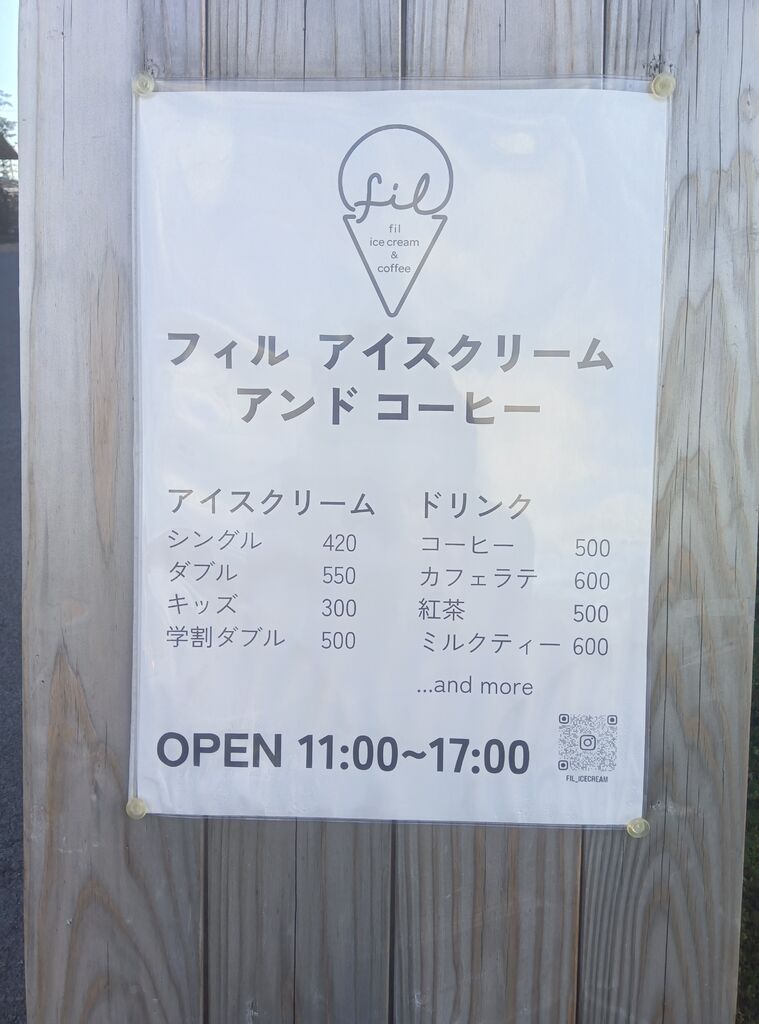 fil
fil
ice cream
&
coffee
フィル アイスクリーム
アンド コーヒー
アイスクリーム
シングル 420
ダブル 550
キッズ 300
学割ダブル 500
ドリンク
コーヒー 500
カフェラテ 600
紅茶 500
ミルクティー 600
...and more
OPEN 11:00~17:00
FIL_ICECREAM